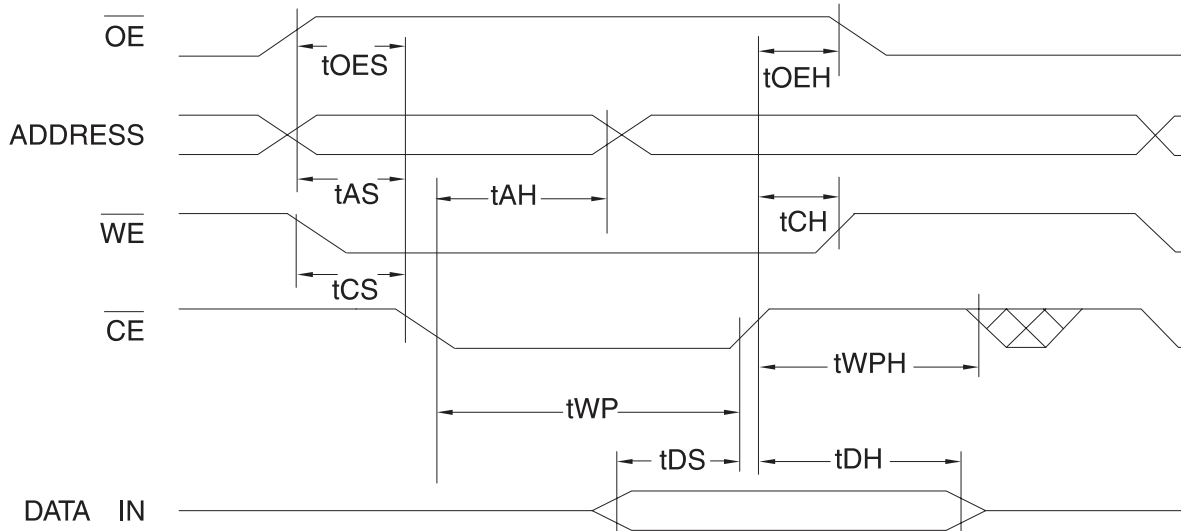 OE
tOES
tOEH
ADDRESS
tAS
tAH
tCH
WE
tCS
CE
tWPH
tWP
tDS
tDH
DATA IN